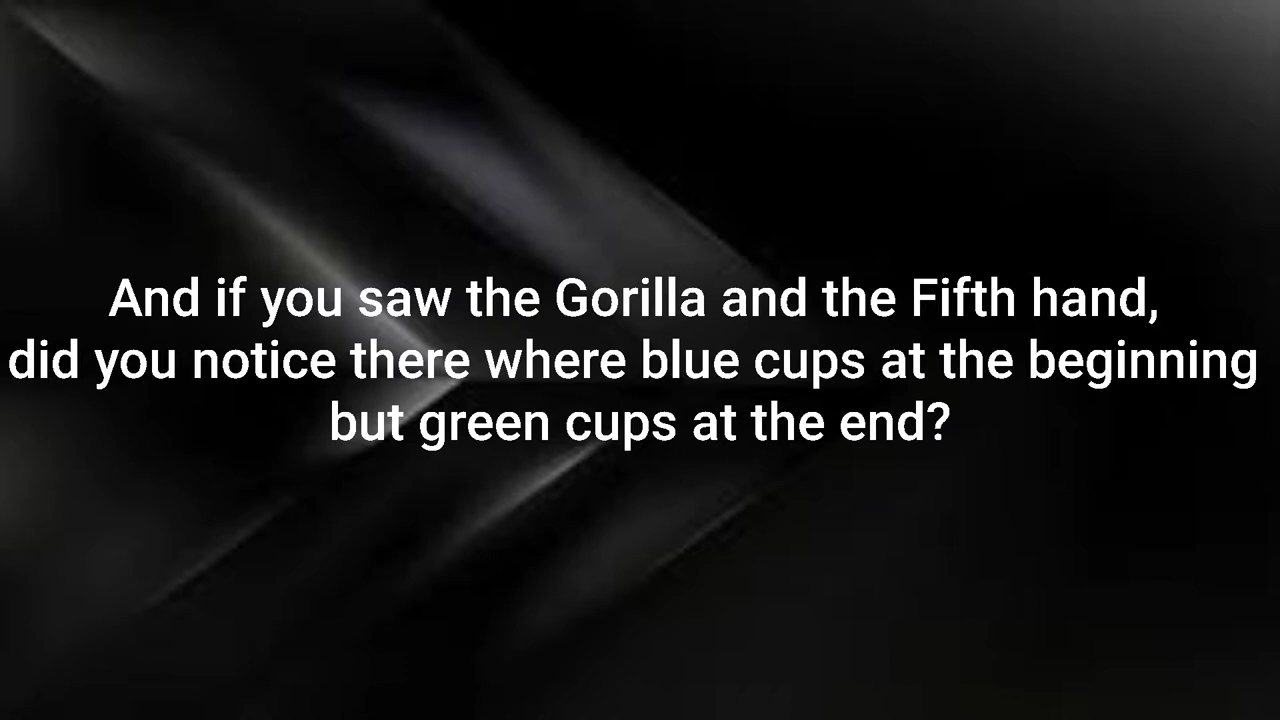 And if you saw the Gorilla and the Fifth hand,
did you notice there where blue cups at the beginning
but green cups at the end?